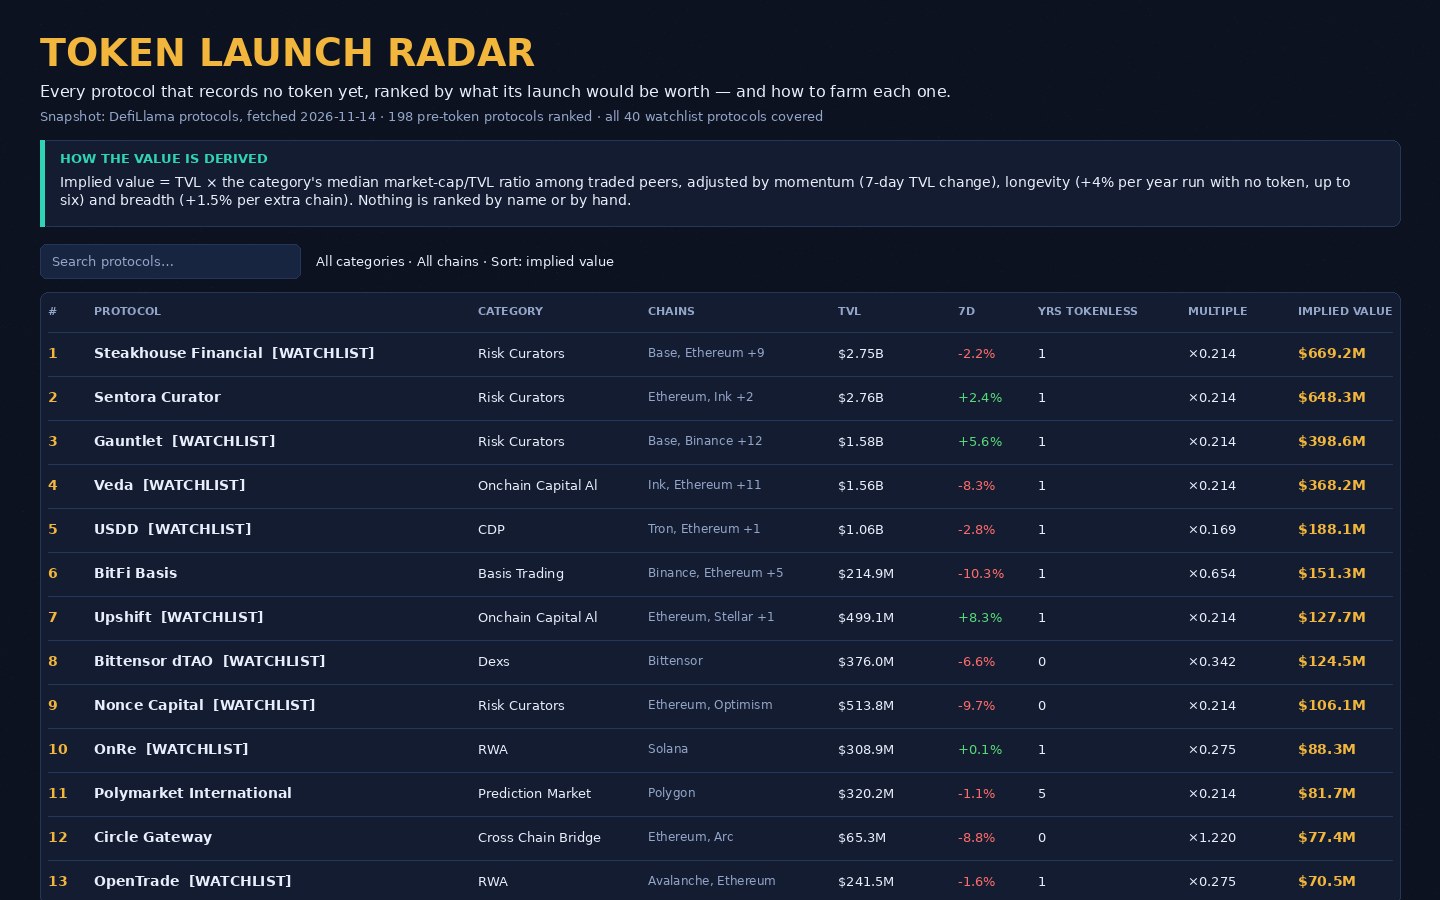 TOKEN LAUNCH RADAR
Every protocol that records no token yet, ranked by what its launch would be worth — and how to farm each one.
Snapshot: DefiLlama protocols, fetched 2026-11-14 · 198 pre-token protocols ranked · all 40 watchlist protocols covered
HOW THE VALUE IS DERIVED
Implied value = TVL × the category's median market-cap/TVL ratio among traded peers, adjusted by momentum (7-day TVL change), longevity (+4% per year run with no token, up to
six) and breadth (+1.5% per extra chain). Nothing is ranked by name or by hand.
Search protocols... All categories · All chains · Sort: implied value
# PROTOCOL CATEGORY CHAINS TVL 7D YRS TOKENLESS MULTIPLE IMPLIED VALUE
1 Steakhouse Financial [WATCHLIST] Risk Curators Base, Ethereum +9 $2.75B -2.2% 1 ×0.214 $669.2M
2 Sentora Curator Risk Curators Ethereum, Ink +2 $2.76B +2.4% 1 ×0.214 $648.3M
3 Gauntlet [WATCHLIST] Risk Curators Base, Binance +12 $1.58B +5.6% 1 ×0.214 $398.6M
4 Veda [WATCHLIST] Onchain Capital Al Ink, Ethereum +11 $1.56B -8.3% 1 ×0.214 $368.2M
5 USDD [WATCHLIST] CDP Tron, Ethereum +1 $1.06B -2.8% 1 ×0.169 $188.1M
6 BitFi Basis Basis Trading Binance, Ethereum +5 $214.9M -10.3% 1 ×0.654 $151.3M
7 Upshift [WATCHLIST] Onchain Capital Al Ethereum, Stellar +1 $499.1M +8.3% 1 ×0.214 $127.7M
8 Bittensor dTAO [WATCHLIST] Dexs Bittensor $376.0M -6.6% 0 ×0.342 $124.5M
9 Nonce Capital [WATCHLIST] Risk Curators Ethereum, Optimism $513.8M -9.7% 0 ×0.214 $106.1M
10 OnRe [WATCHLIST] RWA Solana $308.9M +0.1% 1 ×0.275 $88.3M
11 Polymarket International Prediction Market Polygon $320.2M -1.1% 5 ×0.214 $81.7M
12 Circle Gateway Cross Chain Bridge Ethereum, Arc $65.3M -8.8% 0 ×1.220 $77.4M
13 OpenTrade [WATCHLIST] RWA Avalanche, Ethereum $241.5M -1.6% 1 ×0.275 $70.5M